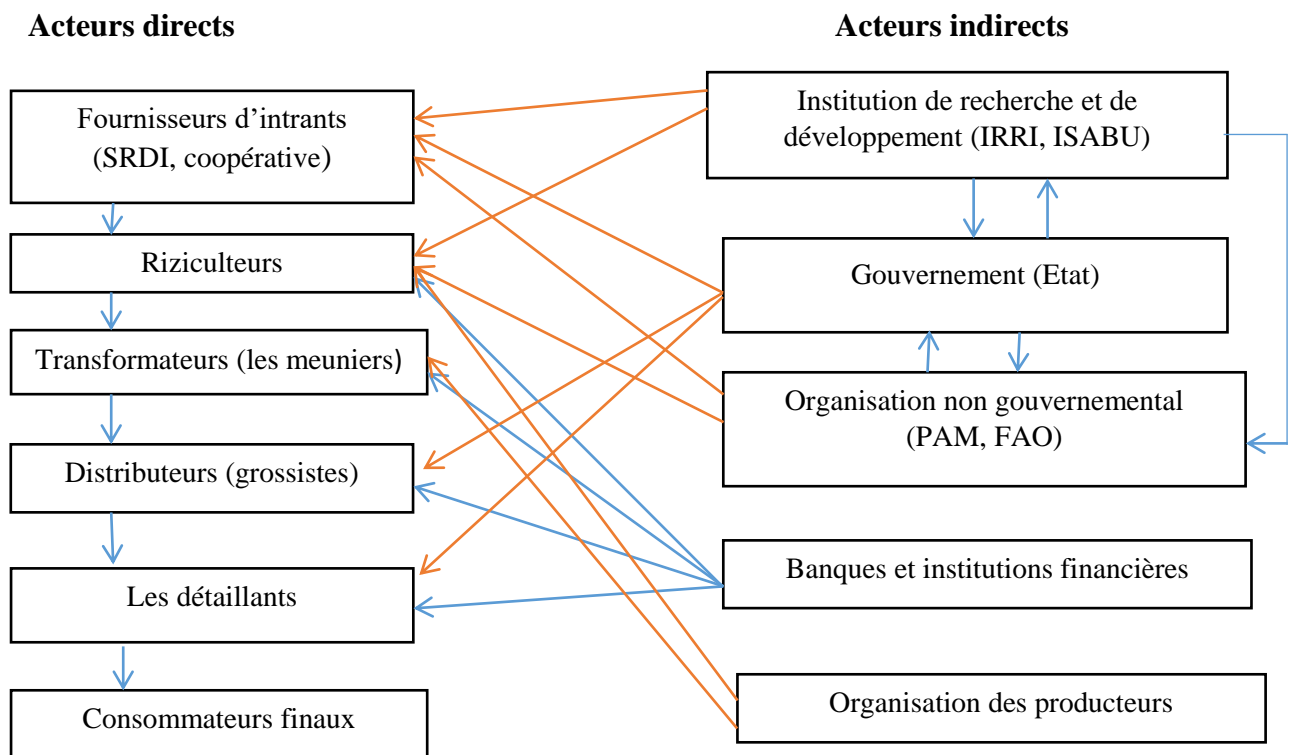 Acteurs directs
Acteurs indirects
Fournisseurs d’intrants
(SRDI, coopérative)
Riziculteurs
Transformateurs (les meuniers)
Distributeurs (grossistes)
Les détaillants
Consommateurs finaux
Institution de recherche et de
développement (IRRI, ISABU)
Gouvernement (Etat)
Organisation non gouvernemental
(PAM, FAO)
Banques et institutions financières
Organisation des producteurs